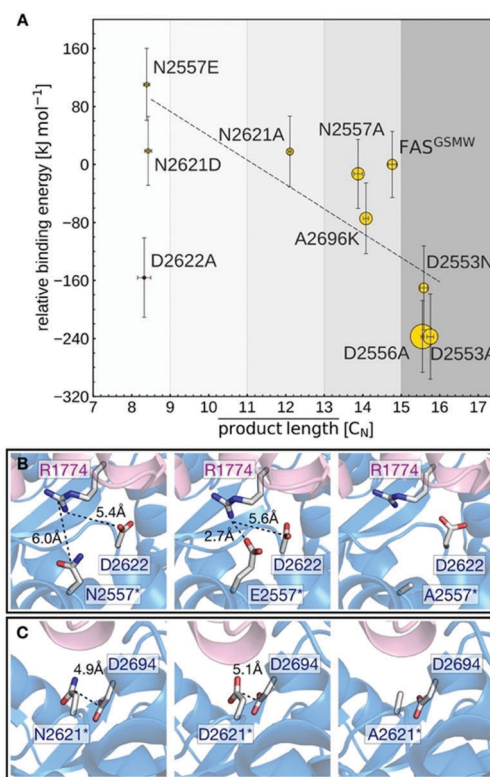 A
160
80
0
−80
−160
−240
−320
relative binding energy [kJ mol⁻¹]
N2557E
N2621A
N2557A
FAS^GSMW
N2621D
A2696K
D2622A
D2553N
D2556A
D2553A
7 8 9 10 11 12 13 14 15 16 17
product length [C_N]
B
R1774
5.4Å
6.0Å
D2622
N2557*
R1774
5.6Å
2.7Å
D2622
E2557*
R1774
D2622
A2557*
C
D2694
4.9Å
N2621*
D2694
5.1Å
D2621*
D2694
A2621*